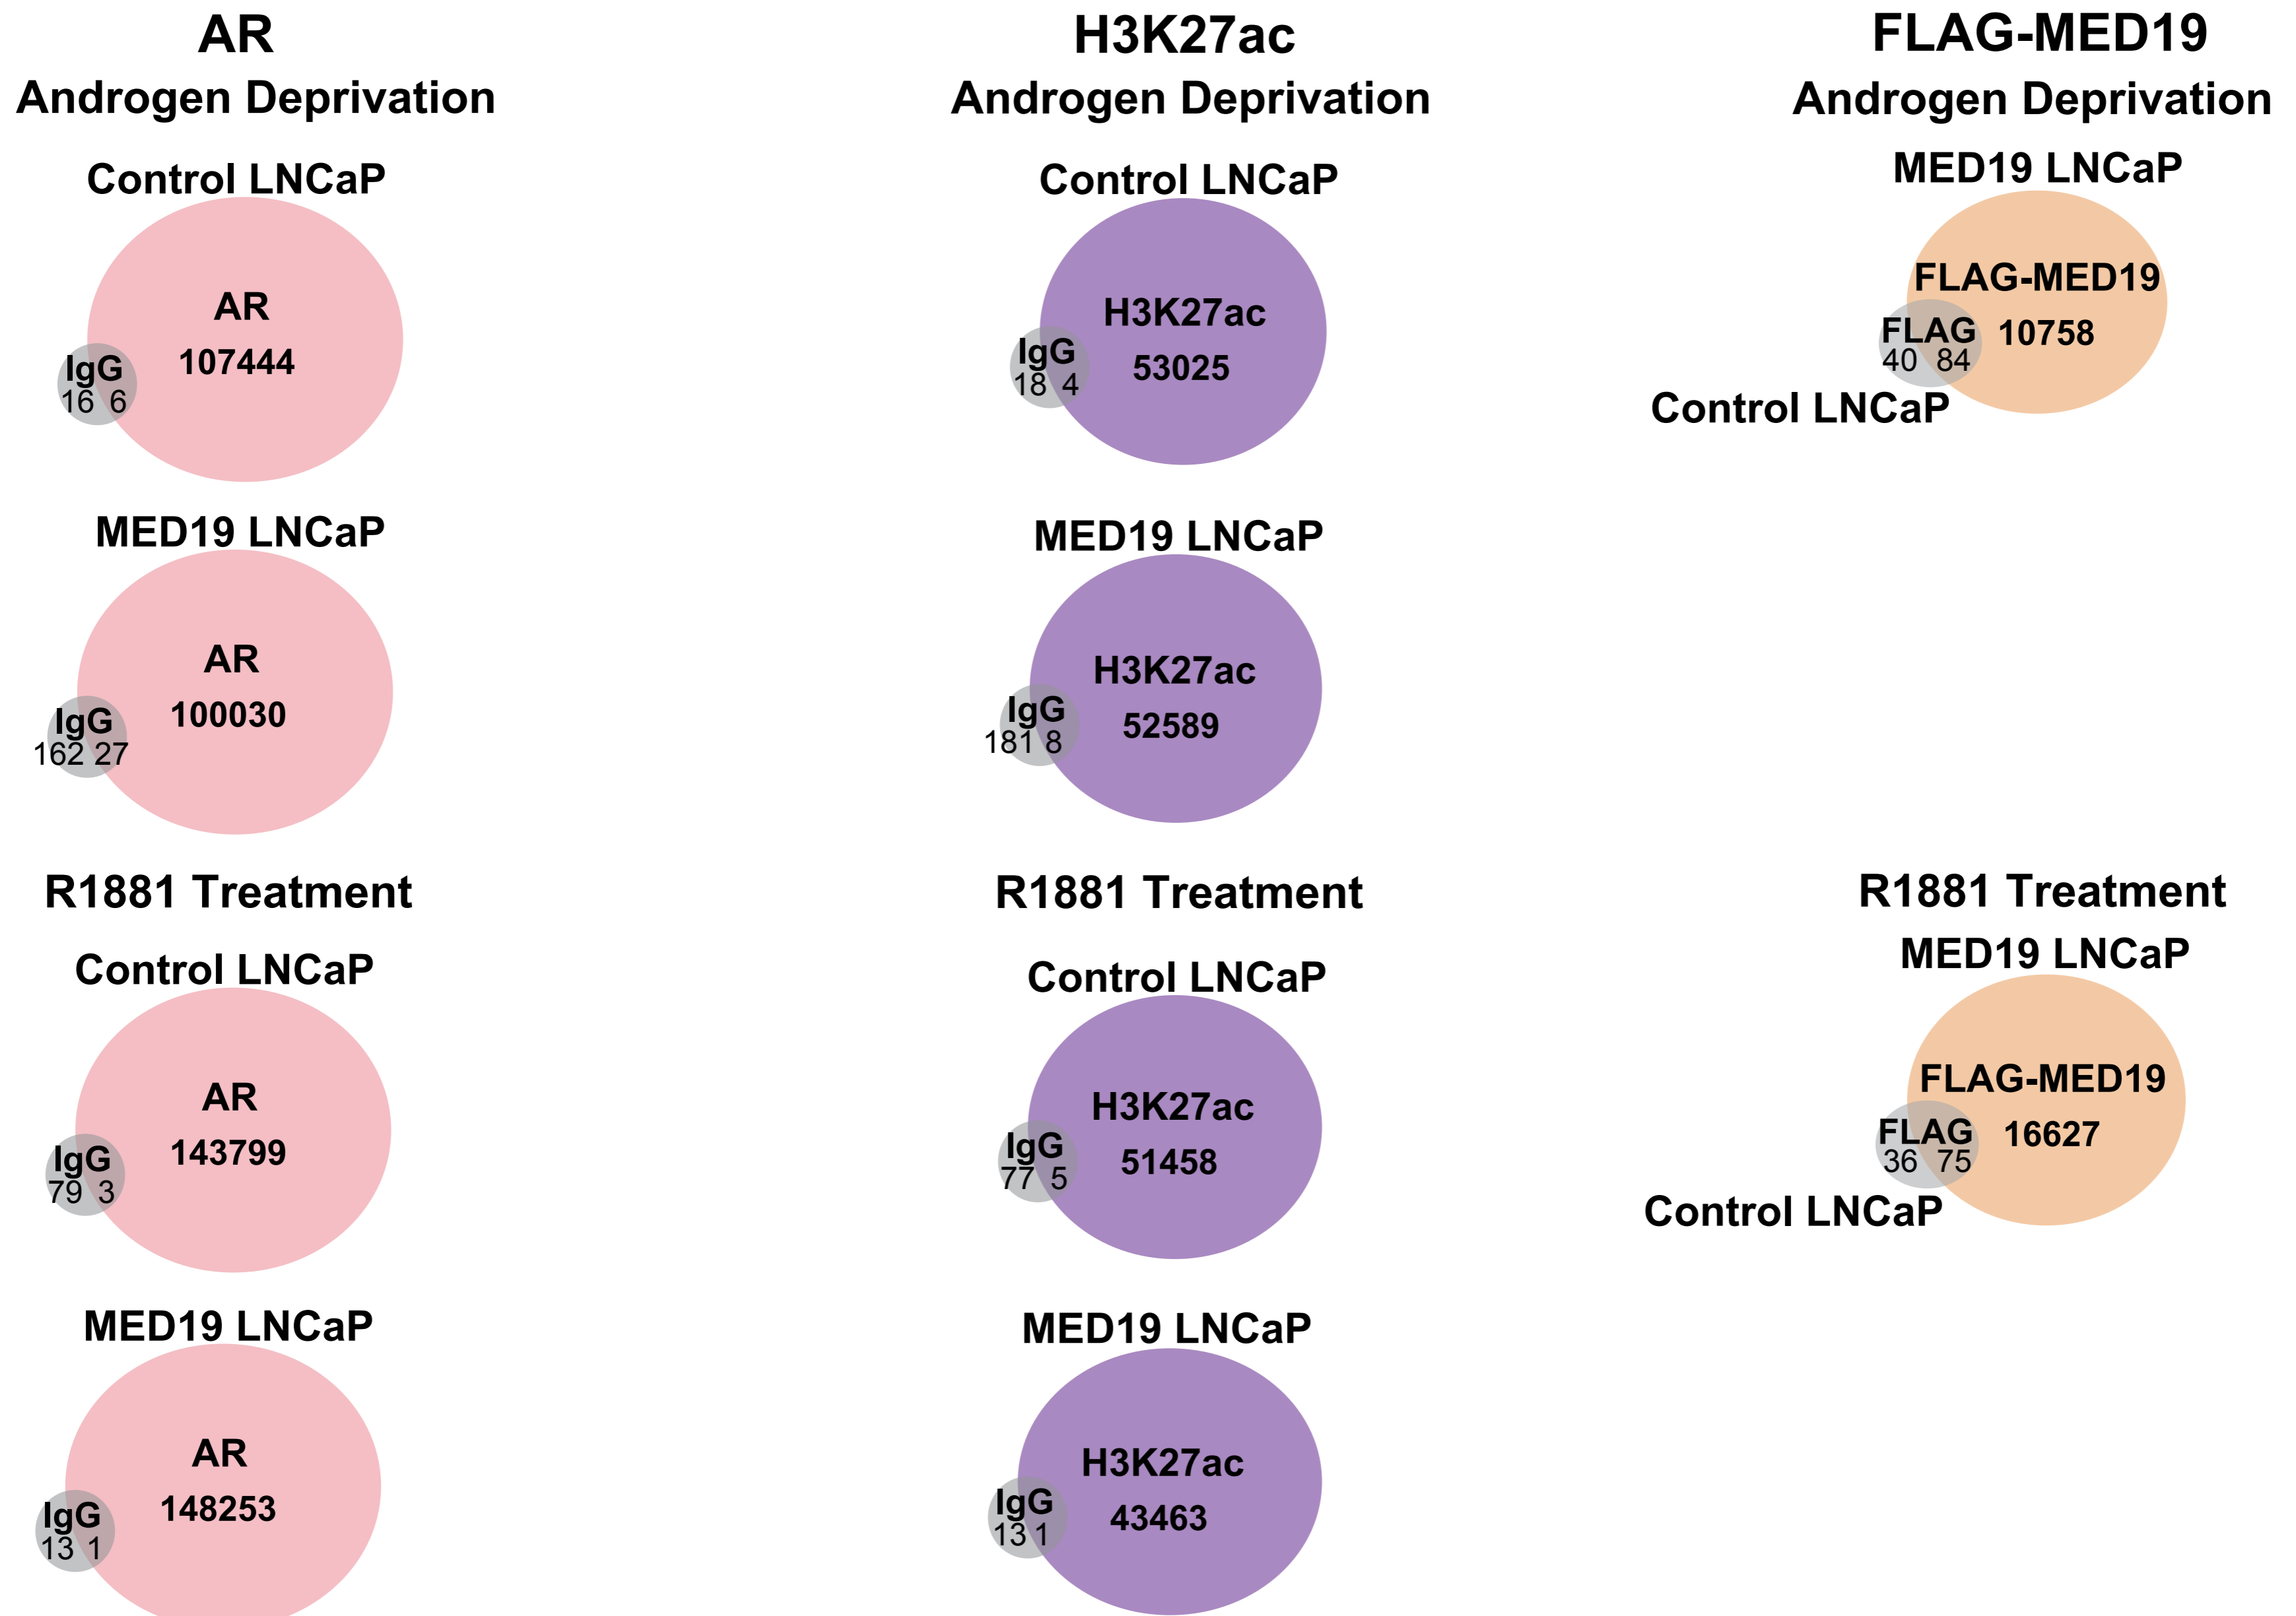 AR
Androgen Deprivation
Control LNCaP
AR
107444
IgG
16 6
MED19 LNCaP
AR
100030
IgG
162 27
R1881 Treatment
Control LNCaP
AR
143799
IgG
79 3
MED19 LNCaP
AR
148253
IgG
13 1
H3K27ac
Androgen Deprivation
Control LNCaP
H3K27ac
53025
IgG
18 4
MED19 LNCaP
H3K27ac
52589
IgG
181 8
R1881 Treatment
Control LNCaP
H3K27ac
51458
IgG
77 5
MED19 LNCaP
H3K27ac
43463
IgG
13 1
FLAG-MED19
Androgen Deprivation
MED19 LNCaP
FLAG-MED19
10758
FLAG
40 84
Control LNCaP
R1881 Treatment
MED19 LNCaP
FLAG-MED19
16627
FLAG
36 75
Control LNCaP